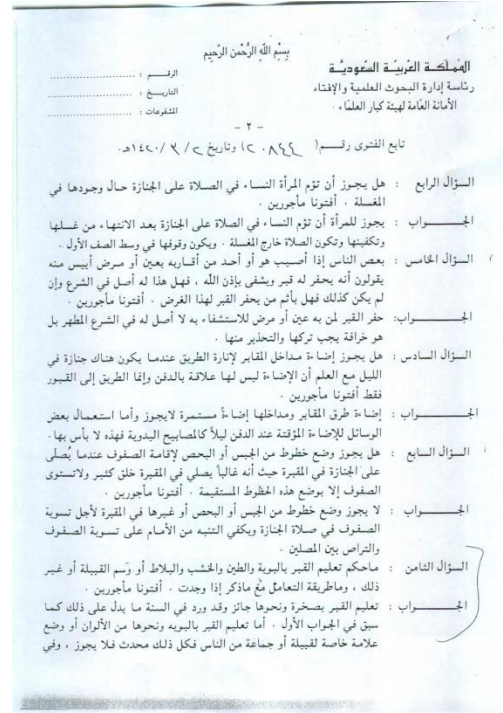 بسم الله الرحمن الرحيم
المملكة العربية السعودية
رئاسة إدارة البحوث العلمية والإفتاء
الأمانة العامة لهيئة كبار العلماء .
الرقم :
التاريخ :
المشفوعات :
- ٢ -
تابع الفتوى رقم ( ٢٠٤٤٨ ) وتاريخ ٢ / ٣ / ١٤٢٠هـ.
السؤال الرابع : هل يجوز أن تؤم المرأة النساء في الصلاة على الجنازة حال وجودها في
المغسلة . أفتونا مأجورين .
الجـــواب : يجوز للمرأة أن تؤم النساء في الصلاة على الجنازة بعد الانتهاء من غسلها
وتكفينها وتكون الصلاة خارج المغسلة . ويكون وقوفها في وسط الصف الأول .
السؤال الخامس : بعض الناس إذا أصيب هو أو أحد من أقاربه بعين أو مرض أييس منه
يقولون أنه يحفر له قبر ويشفى بإذن الله ، فهل هذا له أصل في الشرع وإن
لم يكن كذلك فهل يأثم من يحفر القبر لهذا الغرض . أفتونا مأجورين .
الجـــواب: حفر القبر لمن به عين أو مرض للاستشفاء به لا أصل له في الشرع المطهر بل
هو خرافة يجب تركها والتحذير منها .
السؤال السادس : هل يجوز إضاءة مداخل المقابر لإنارة الطريق عندما يكون هناك جنازة في
الليل مع العلم أن الإضاءة ليس لها علاقة بالدفن وإنما الطريق إلى القبور
فقط أفتونا مأجورين .
الجـــواب : إضاءة طرق المقابر ومداخلها إضاءةً مستمرة لايجوز وأما استعمال بعض
الوسائل للإضاءة المؤقتة عند الدفن ليلاً كالمصابيح اليدوية فهذه لا بأس بها .
السؤال السابع : هل يجوز وضع خطوط من الجبس أو البحص لإقامة الصفوف عندما يُصلى
على الجنازة في المقبرة حيث أنه غالباً يصلي في المقبرة خلق كثير ولاتستوى
الصفوف إلا بوضع هذه الخطوط المستقيمة . أفتونا مأجورين .
الجـــواب : لا يجوز وضع خطوط من الجبس أو البحص أو غيرها في المقبرة لأجل تسوية
الصفوف في صلاة الجنازة ويكفي التنبه من الأمام على تسوية الصفوف
والتراص بين المصلين .
السؤال الثامن : ماحكم تعليم القبر بالبوية والطين والخشب والبلاط أو وَسم القبيلة أو غير
ذلك ، وماطريقة التعامل مع ماذكر إذا وجدت . أفتونا مأجورين .
الجـــواب : تعليم القبر بصخرة ونحوها جائز وقد ورد في السنة ما يدل على ذلك كما
سبق في الجواب الأول . أما تعليم القبر بالبويه ونحوها من الألوان أو وضع
علامة خاصة لقبيلة أو جماعة من الناس فكل ذلك محدث فلا يجوز ، وفي